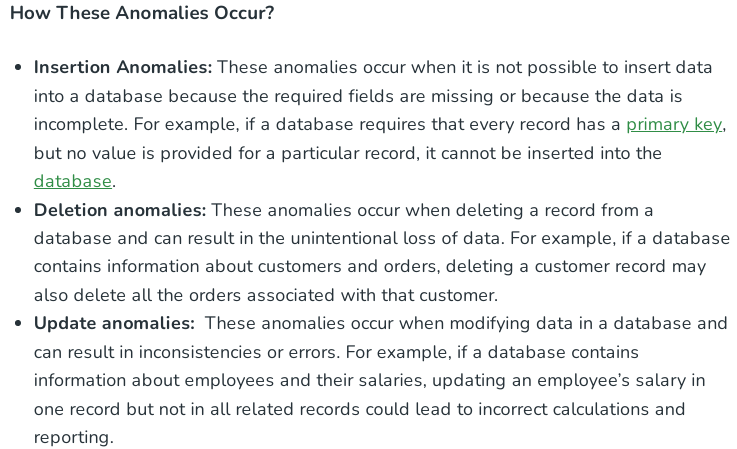 How These Anomalies Occur?
• Insertion Anomalies: These anomalies occur when it is not possible to insert data
into a database because the required fields are missing or because the data is
incomplete. For example, if a database requires that every record has a primary key,
but no value is provided for a particular record, it cannot be inserted into the
database.
• Deletion anomalies: These anomalies occur when deleting a record from a
database and can result in the unintentional loss of data. For example, if a database
contains information about customers and orders, deleting a customer record may
also delete all the orders associated with that customer.
• Update anomalies:  These anomalies occur when modifying data in a database and
can result in inconsistencies or errors. For example, if a database contains
information about employees and their salaries, updating an employee’s salary in
one record but not in all related records could lead to incorrect calculations and
reporting.